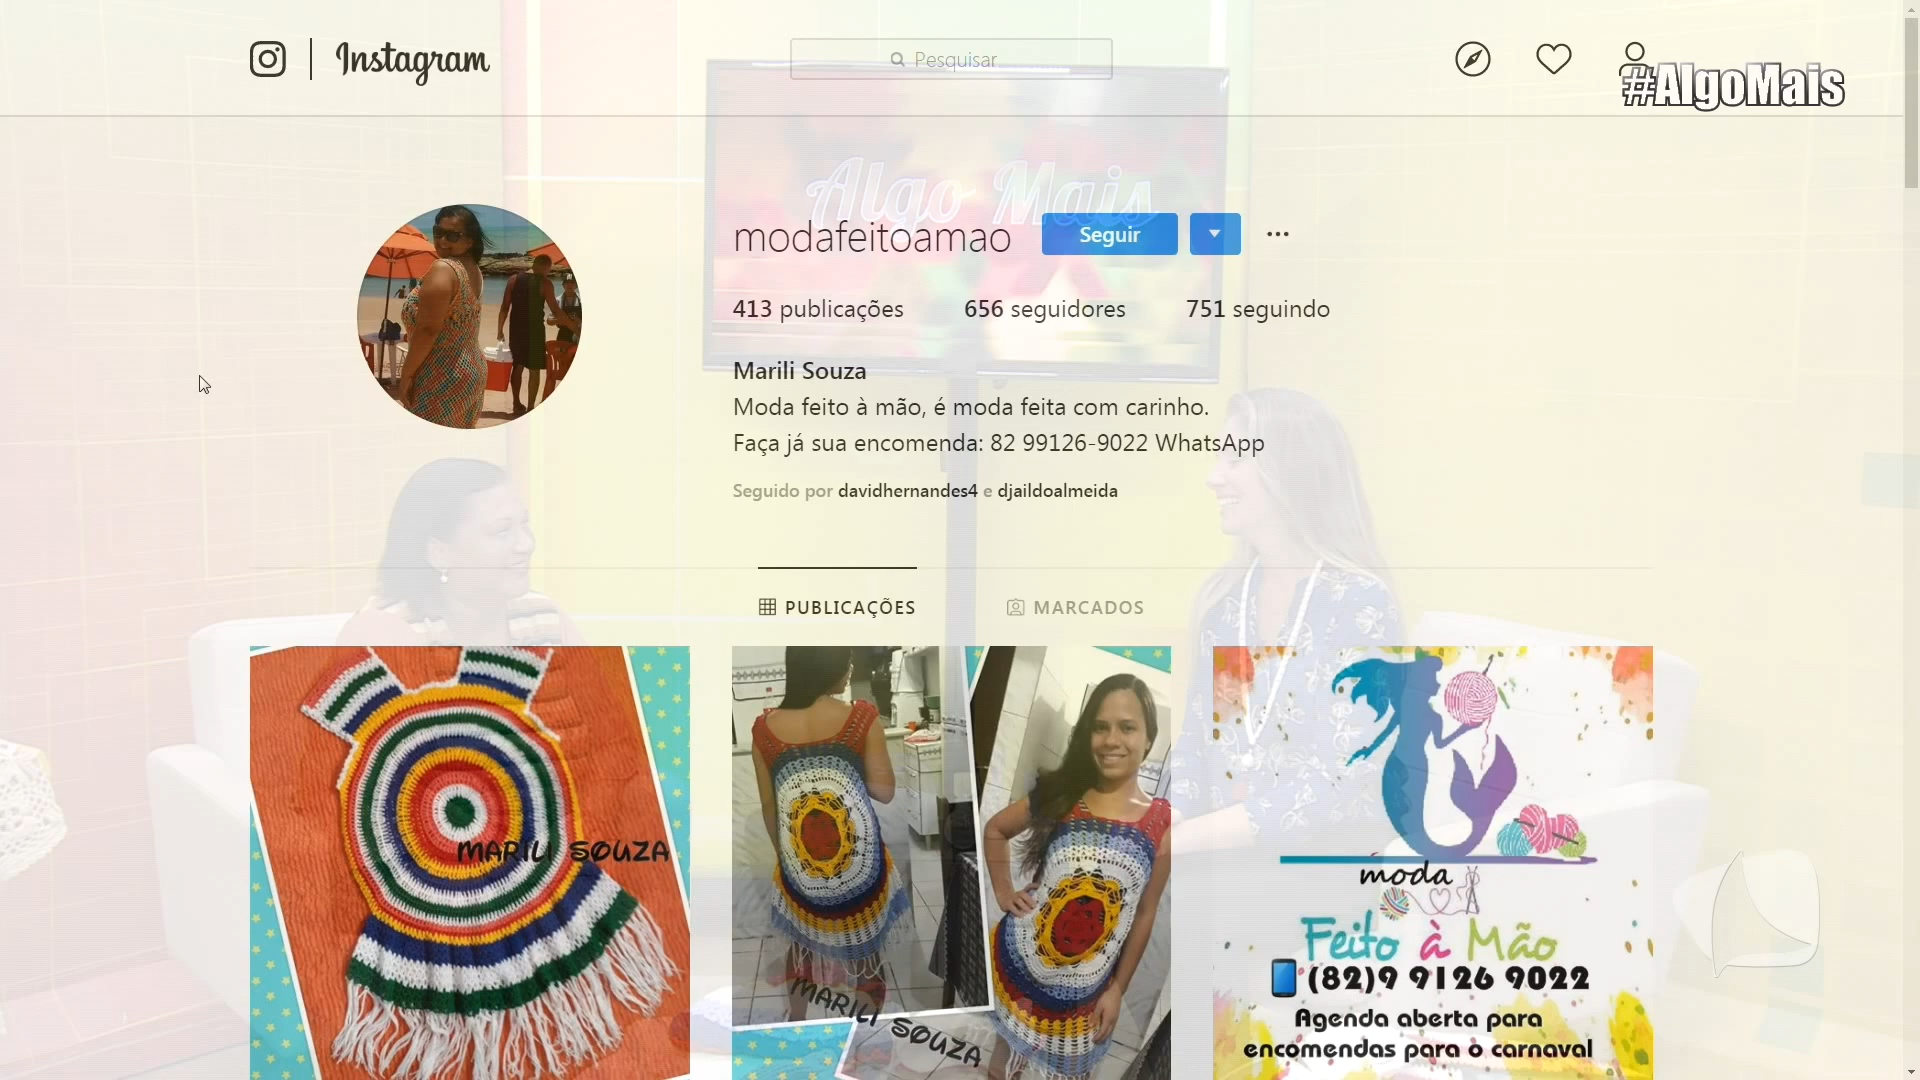 Instagram
Pesquisar
#AlgoMais
Algo Mais
modafeitoamao
Seguir
413 publicações
656 seguidores
751 seguindo
Marili Souza
Moda feito à mão, é moda feita com carinho.
Faça já sua encomenda: 82 99126-9022 WhatsApp
Seguido por davidhernandes4 e djaildoalmeida
PUBLICAÇÕES
MARCADOS
MARILI SOUZA
MARILI SOUZA
moda
Feito à Mão
(82)9 9126 9022
Agenda aberta para
encomendas para o carnaval